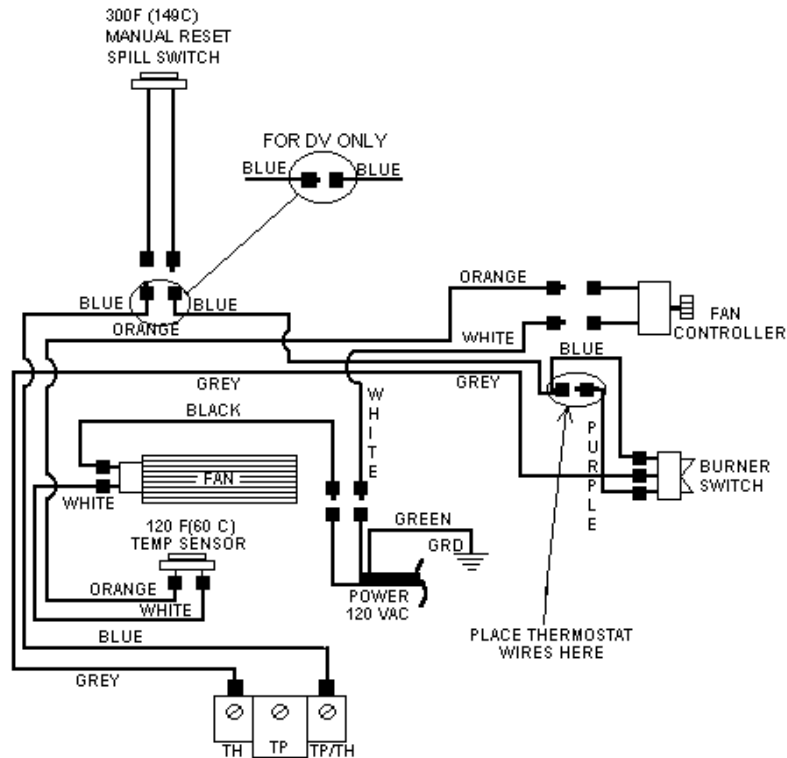 300F (149C)
MANUAL RESET
SPILL SWITCH
FOR DV ONLY
BLUE
BLUE
ORANGE
BLUE
BLUE
FAN
CONTROLLER
ORANGE
WHITE
BLUE
GREY
GREY
BLACK
WHITE
PURPLE
BURNER
SWITCH
FAN
WHITE
120 F(60 C)
TEMP SENSOR
GREEN
GRD
ORANGE
WHITE
POWER
120 VAC
BLUE
PLACE THERMOSTAT
WIRES HERE
GREY
TH
TP
TP/TH